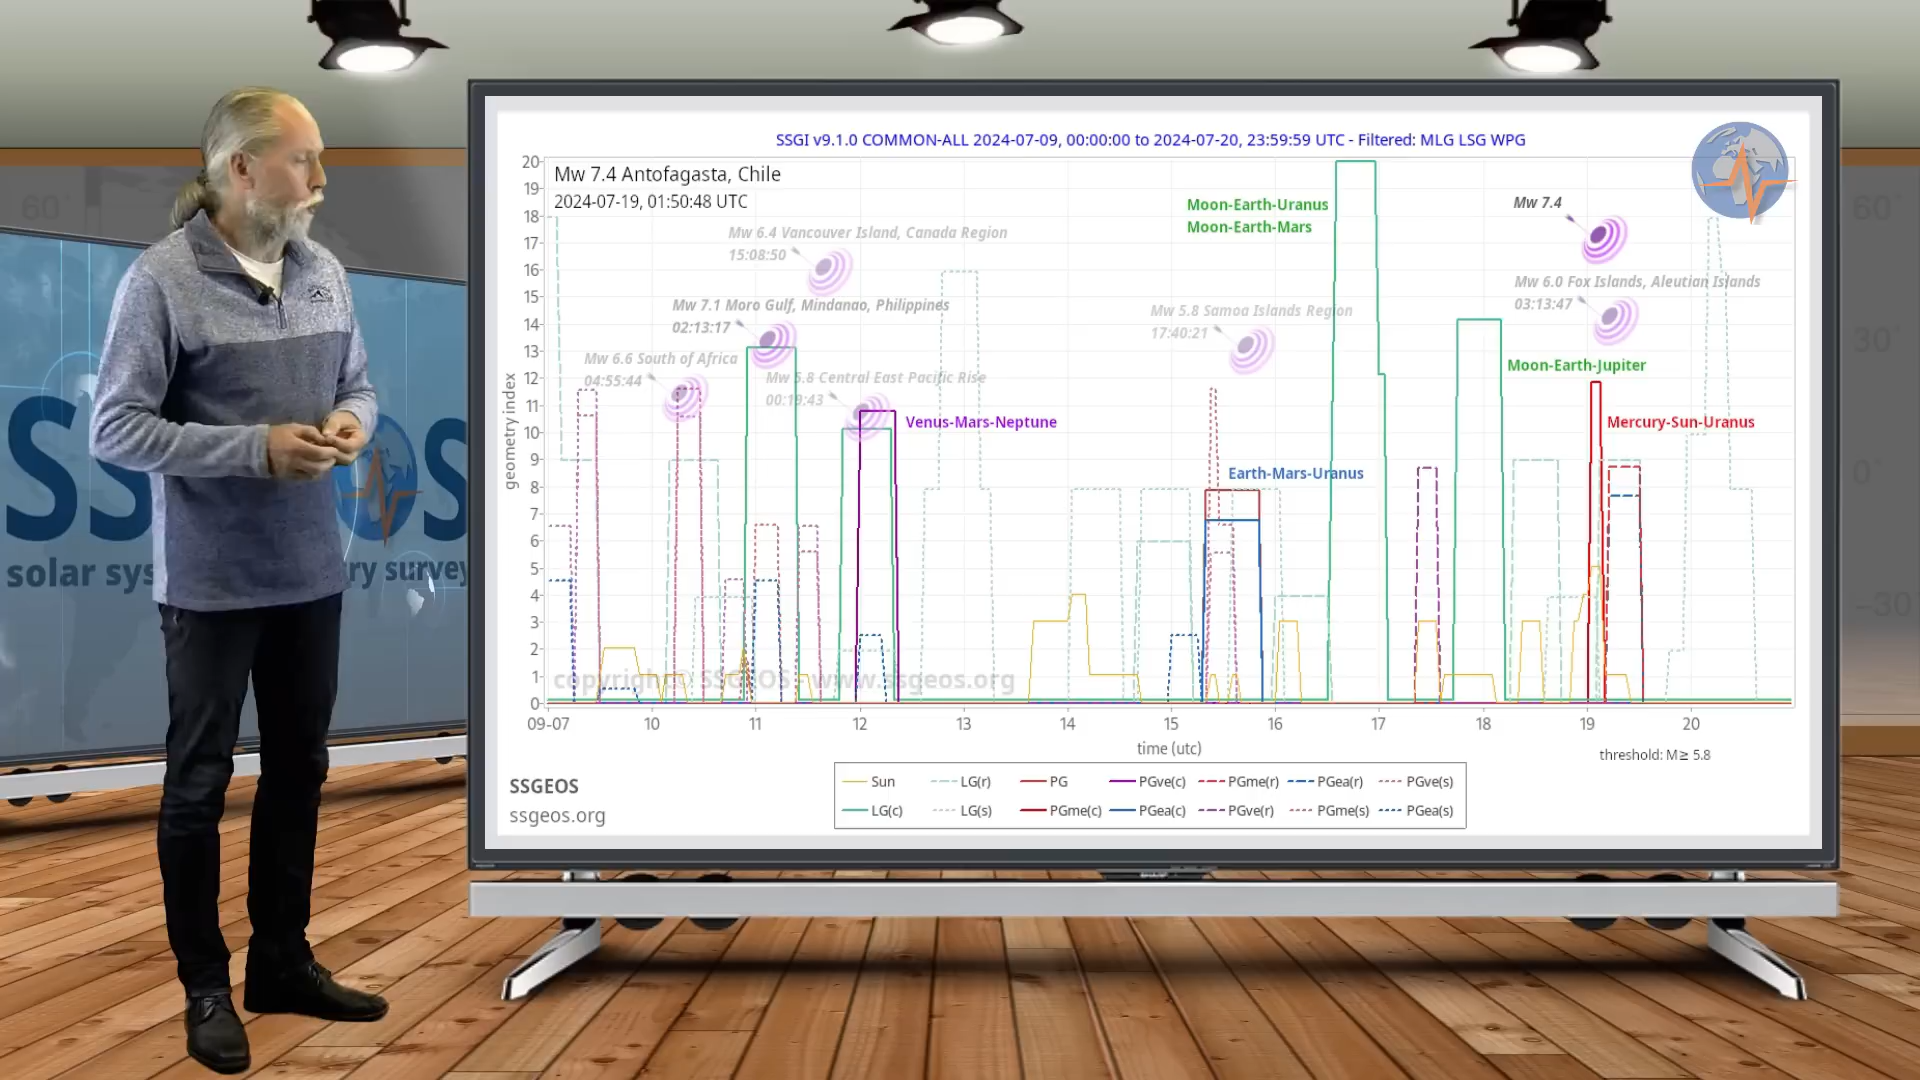 SSGI v9.1.0 COMMON-ALL 2024-07-09, 00:00:00 to 2024-07-20, 23:59:59 UTC - Filtered: MLG LSG WPG
Mw 7.4 Antofagasta, Chile
2024-07-19, 01:50:48 UTC
Moon-Earth-Uranus
Moon-Earth-Mars
Mw 7.4
Mw 6.4 Vancouver Island, Canada Region
15:08:50
Mw 6.0 Fox Islands, Aleutian Islands
03:13:47
Mw 7.1 Moro Gulf, Mindanao, Philippines
02:13:17
Mw 5.8 Samoa Islands Region
17:40:21
Mw 6.6 South of Africa
04:55:44
Mw 5.8 Central East Pacific Rise
00:19:43
Moon-Earth-Jupiter
Venus-Mars-Neptune
Mercury-Sun-Uranus
Earth-Mars-Uranus
geometry index
20
19
18
17
16
15
14
13
12
11
10
9
8
7
6
5
4
3
2
1
0
copyright © SSGEOS - www.ssgeos.org
09-07 10 11 12 13 14 15 16 17 18 19 20
time (utc)
threshold: M≥ 5.8
SSGEOS
ssgeos.org
Sun LG(r) PG PGve(c) PGme(r) PGea(r) PGve(s)
LG(c) LG(s) PGme(c) PGea(c) PGve(r) PGme(s) PGea(s)
60°
60°
30°
0°
-30°
SS OS
solar sys ry survey